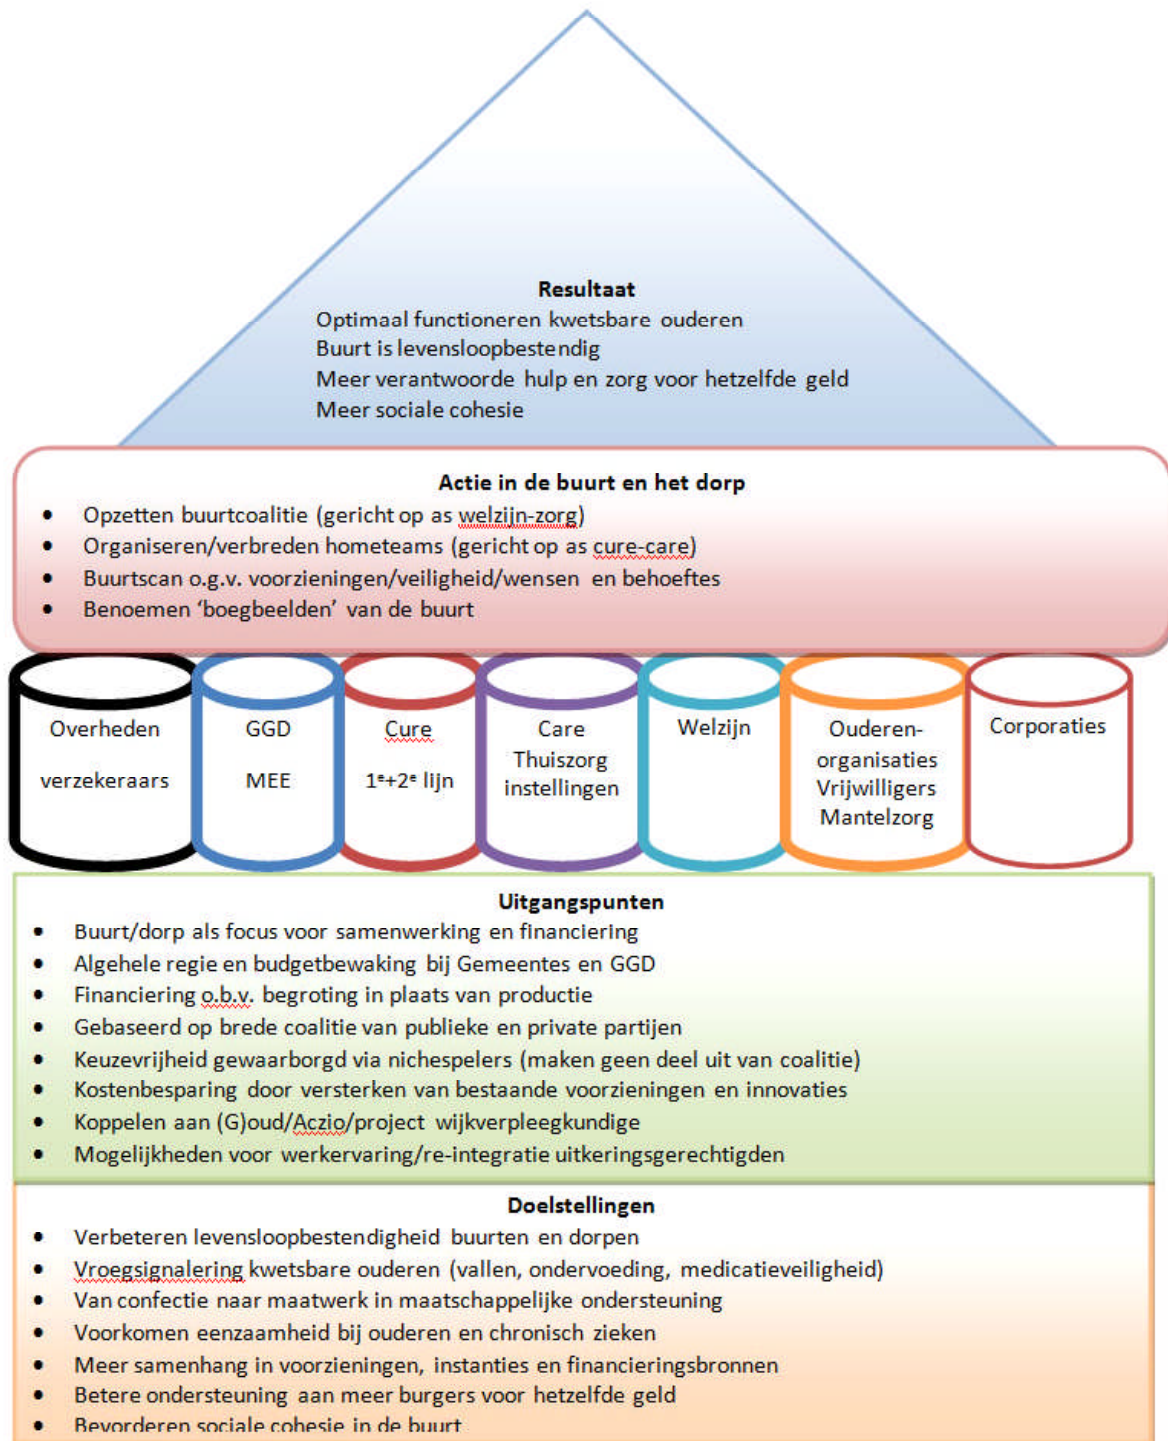 Resultaat
Optimaal functioneren kwetsbare ouderen
Buurt is levensloopbestendig
Meer verantwoorde hulp en zorg voor hetzelfde geld
Meer sociale cohesie
Actie in de buurt en het dorp
• Opzetten buurtcoalitie (gericht op as welzijn-zorg)
• Organiseren/verbreden hometeams (gericht op as cure-care)
• Buurtscan o.g.v. voorzieningen/veiligheid/wensen en behoeftes
• Benoemen ‘boegbeelden’ van de buurt
Overheden
verzekeraars
GGD
MEE
Cure
1ᵉ+2ᵉ lijn
Care
Thuiszorg
instellingen
Welzijn
Ouderen-
organisaties
Vrijwilligers
Mantelzorg
Corporaties
Uitgangspunten
• Buurt/dorp als focus voor samenwerking en financiering
• Algehele regie en budgetbewaking bij Gemeentes en GGD
• Financiering o.b.v. begroting in plaats van productie
• Gebaseerd op brede coalitie van publieke en private partijen
• Keuzevrijheid gewaarborgd via nichespelers (maken geen deel uit van coalitie)
• Kostenbesparing door versterken van bestaande voorzieningen en innovaties
• Koppelen aan (G)oud/Aczio/project wijkverpleegkundige
• Mogelijkheden voor werkervaring/re-integratie uitkeringsgerechtigden
Doelstellingen
• Verbeteren levensloopbestendigheid buurten en dorpen
• Vroegsignalering kwetsbare ouderen (vallen, ondervoeding, medicatieveiligheid)
• Van confectie naar maatwerk in maatschappelijke ondersteuning
• Voorkomen eenzaamheid bij ouderen en chronisch zieken
• Meer samenhang in voorzieningen, instanties en financieringsbronnen
• Betere ondersteuning aan meer burgers voor hetzelfde geld
• Bevorderen sociale cohesie in de buurt